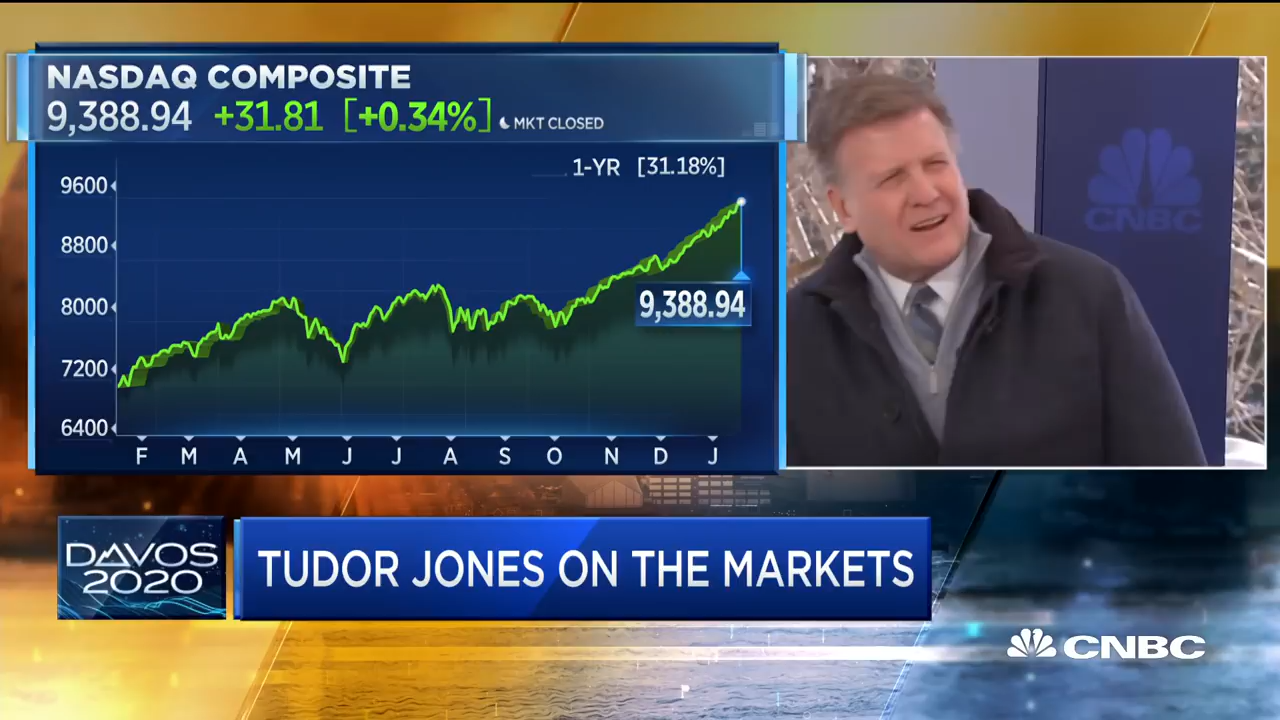 NASDAQ COMPOSITE
9,388.94 +31.81 [+0.34%] MKT CLOSED
1-YR [31.18%]
9600
8800
8000
7200
6400
9,388.94
F M A M J J A S O N D J
CNBC
DAVOS
2020
TUDOR JONES ON THE MARKETS
CNBC